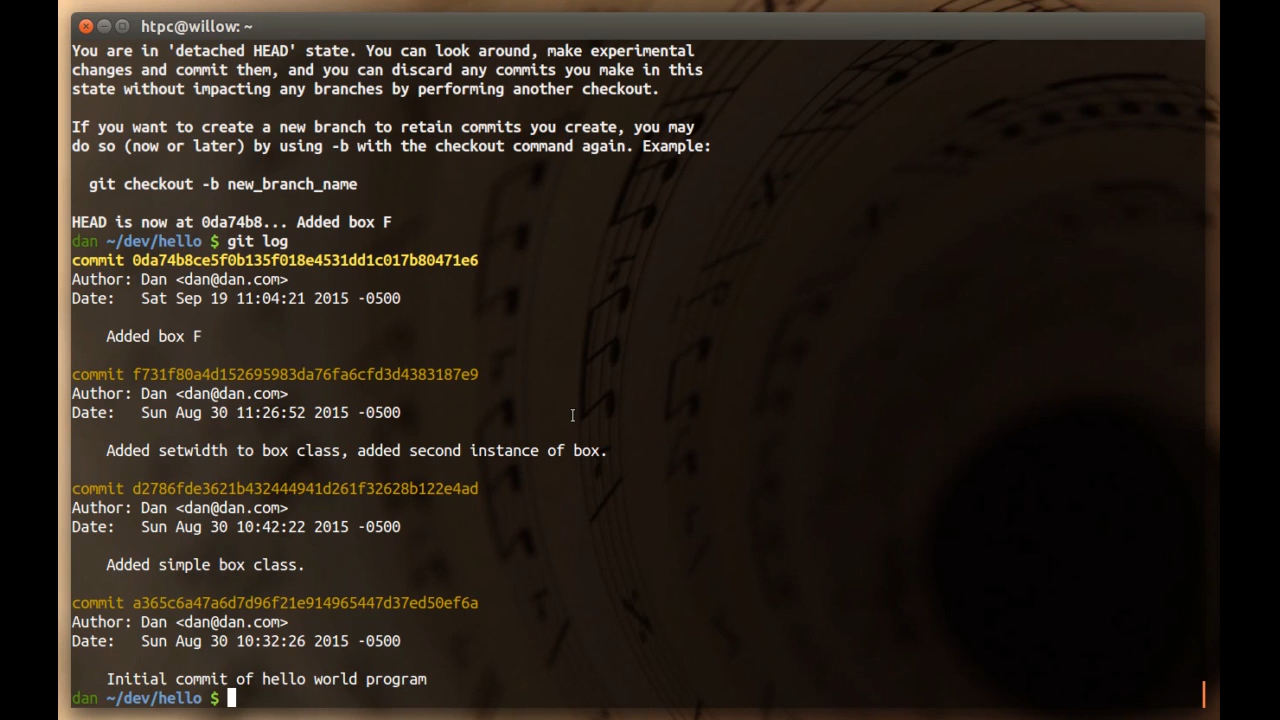 htpc@willow: ~
You are in 'detached HEAD' state. You can look around, make experimental
changes and commit them, and you can discard any commits you make in this
state without impacting any branches by performing another checkout.
If you want to create a new branch to retain commits you create, you may
do so (now or later) by using -b with the checkout command again. Example:
git checkout -b new_branch_name
HEAD is now at 0da74b8... Added box F
dan ~/dev/hello $ git log
commit 0da74b8ce5f0b135f018e4531dd1c017b80471e6
Author: Dan <dan@dan.com>
Date:   Sat Sep 19 11:04:21 2015 -0500
Added box F
commit f731f80a4d152695983da76fa6cfd3d4383187e9
Author: Dan <dan@dan.com>
Date:   Sun Aug 30 11:26:52 2015 -0500
Added setwidth to box class, added second instance of box.
commit d2786fde3621b432444941d261f32628b122e4ad
Author: Dan <dan@dan.com>
Date:   Sun Aug 30 10:42:22 2015 -0500
Added simple box class.
commit a365c6a47a6d7d96f21e914965447d37ed50ef6a
Author: Dan <dan@dan.com>
Date:   Sun Aug 30 10:32:26 2015 -0500
Initial commit of hello world program
dan ~/dev/hello $